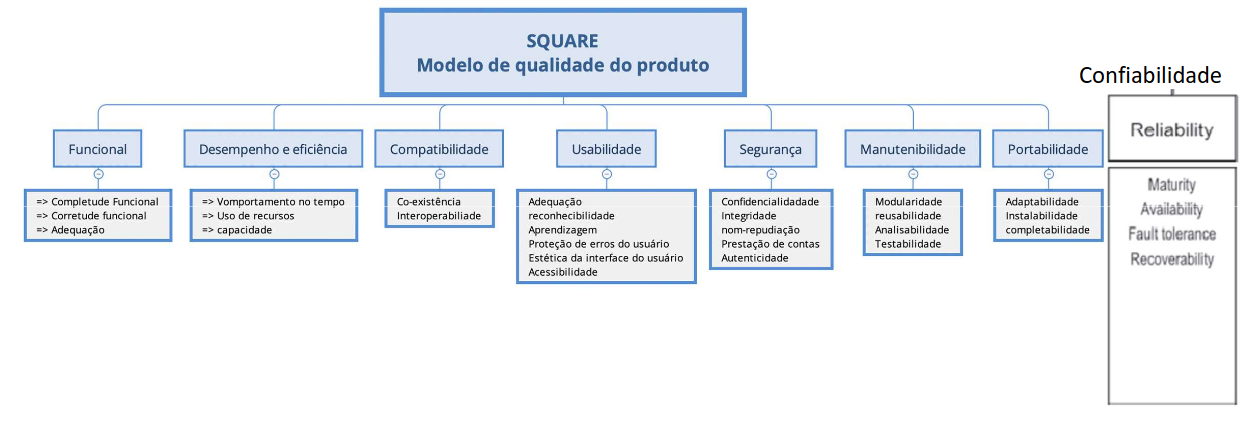 SQUARE
Modelo de qualidade do produto
Confiabilidade
Funcional
=> Completude Funcional
=> Corretude funcional
=> Adequação
Desempenho e eficiência
=> Vomportamento no tempo
=> Uso de recursos
=> capacidade
Compatibilidade
Co-existência
Interoperabiliade
Usabilidade
Adequação
reconhecibilidade
Aprendizagem
Proteção de erros do usuário
Estética da interface do usuário
Acessibilidade
Segurança
Confidencialidadade
Integridade
nom-repudiação
Prestação de contas
Autenticidade
Manutenibilidade
Modularidade
reusabilidade
Analisabilidade
Testabilidade
Portabilidade
Adaptabilidade
Instalabilidade
completabilidade
Reliability
Maturity
Availability
Fault tolerance
Recoverability